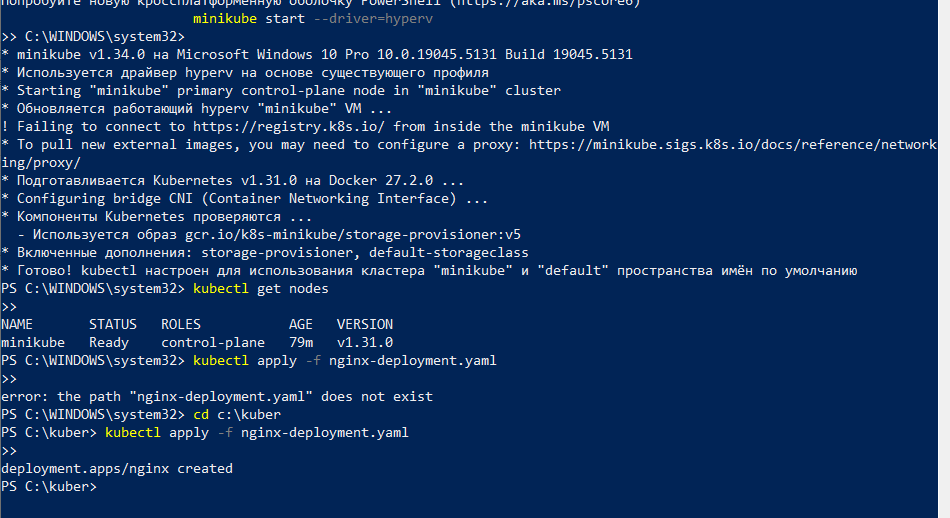 Попробуйте новую кроссплатформенную оболочку PowerShell (https://aka.ms/pscore6)
minikube start --driver=hyperv
>> C:\WINDOWS\system32>
* minikube v1.34.0 на Microsoft Windows 10 Pro 10.0.19045.5131 Build 19045.5131
* Используется драйвер hyperv на основе существующего профиля
* Starting "minikube" primary control-plane node in "minikube" cluster
* Обновляется работающий hyperv "minikube" VM ...
! Failing to connect to https://registry.k8s.io/ from inside the minikube VM
* To pull new external images, you may need to configure a proxy: https://minikube.sigs.k8s.io/docs/reference/network
ing/proxy/
* Подготавливается Kubernetes v1.31.0 на Docker 27.2.0 ...
* Configuring bridge CNI (Container Networking Interface) ...
* Компоненты Kubernetes проверяются ...
  - Используется образ gcr.io/k8s-minikube/storage-provisioner:v5
* Включенные дополнения: storage-provisioner, default-storageclass
* Готово! kubectl настроен для использования кластера "minikube" и "default" пространства имён по умолчанию
PS C:\WINDOWS\system32> kubectl get nodes
>>
NAME       STATUS   ROLES           AGE   VERSION
minikube   Ready    control-plane   79m   v1.31.0
PS C:\WINDOWS\system32> kubectl apply -f nginx-deployment.yaml
>>
error: the path "nginx-deployment.yaml" does not exist
PS C:\WINDOWS\system32> cd c:\kuber
PS C:\kuber> kubectl apply -f nginx-deployment.yaml
>>
deployment.apps/nginx created
PS C:\kuber>